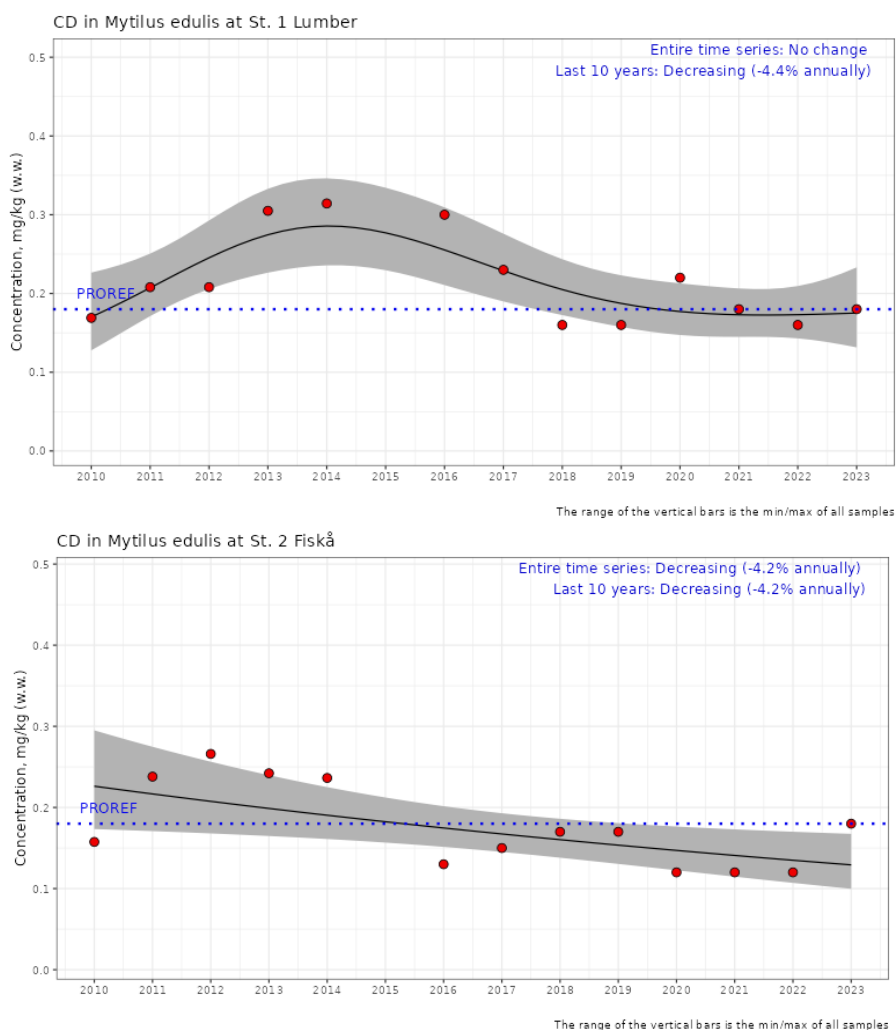 CD in Mytilus edulis at St. 1 Lumber
Entire time series: No change
Last 10 years: Decreasing (-4.4% annually)
Concentration, mg/kg (w.w.)
0.5
0.4
0.3
0.2
0.1
0.0
PROREF
2010 2011 2012 2013 2014 2015 2016 2017 2018 2019 2020 2021 2022 2023
The range of the vertical bars is the min/max of all samples
CD in Mytilus edulis at St. 2 Fiskå
Entire time series: Decreasing (-4.2% annually)
Last 10 years: Decreasing (-4.2% annually)
Concentration, mg/kg (w.w.)
0.5
0.4
0.3
0.2
0.1
0.0
PROREF
2010 2011 2012 2013 2014 2015 2016 2017 2018 2019 2020 2021 2022 2023
The range of the vertical bars is the min/max of all samples